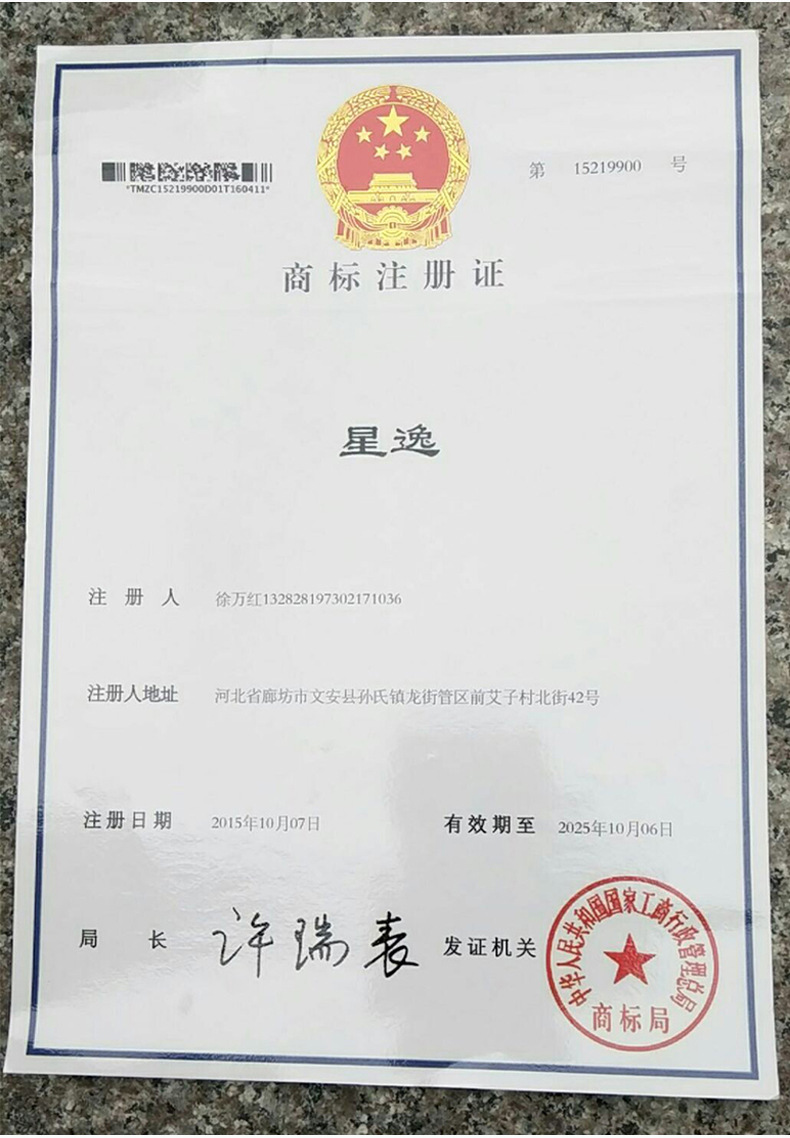 第 15219900 号
*TMZC15219900D01T160411*
商标注册证
星逸
注册人 徐万红132828197302171036
注册人地址 河北省廊坊市文安县孙氏镇龙街管区前艾子村北街42号
注册日期 2015年10月07日 有效期至 2025年10月06日
局长 许瑞表 发证机关
中华人民共和国国家工商行政管理总局
商标局